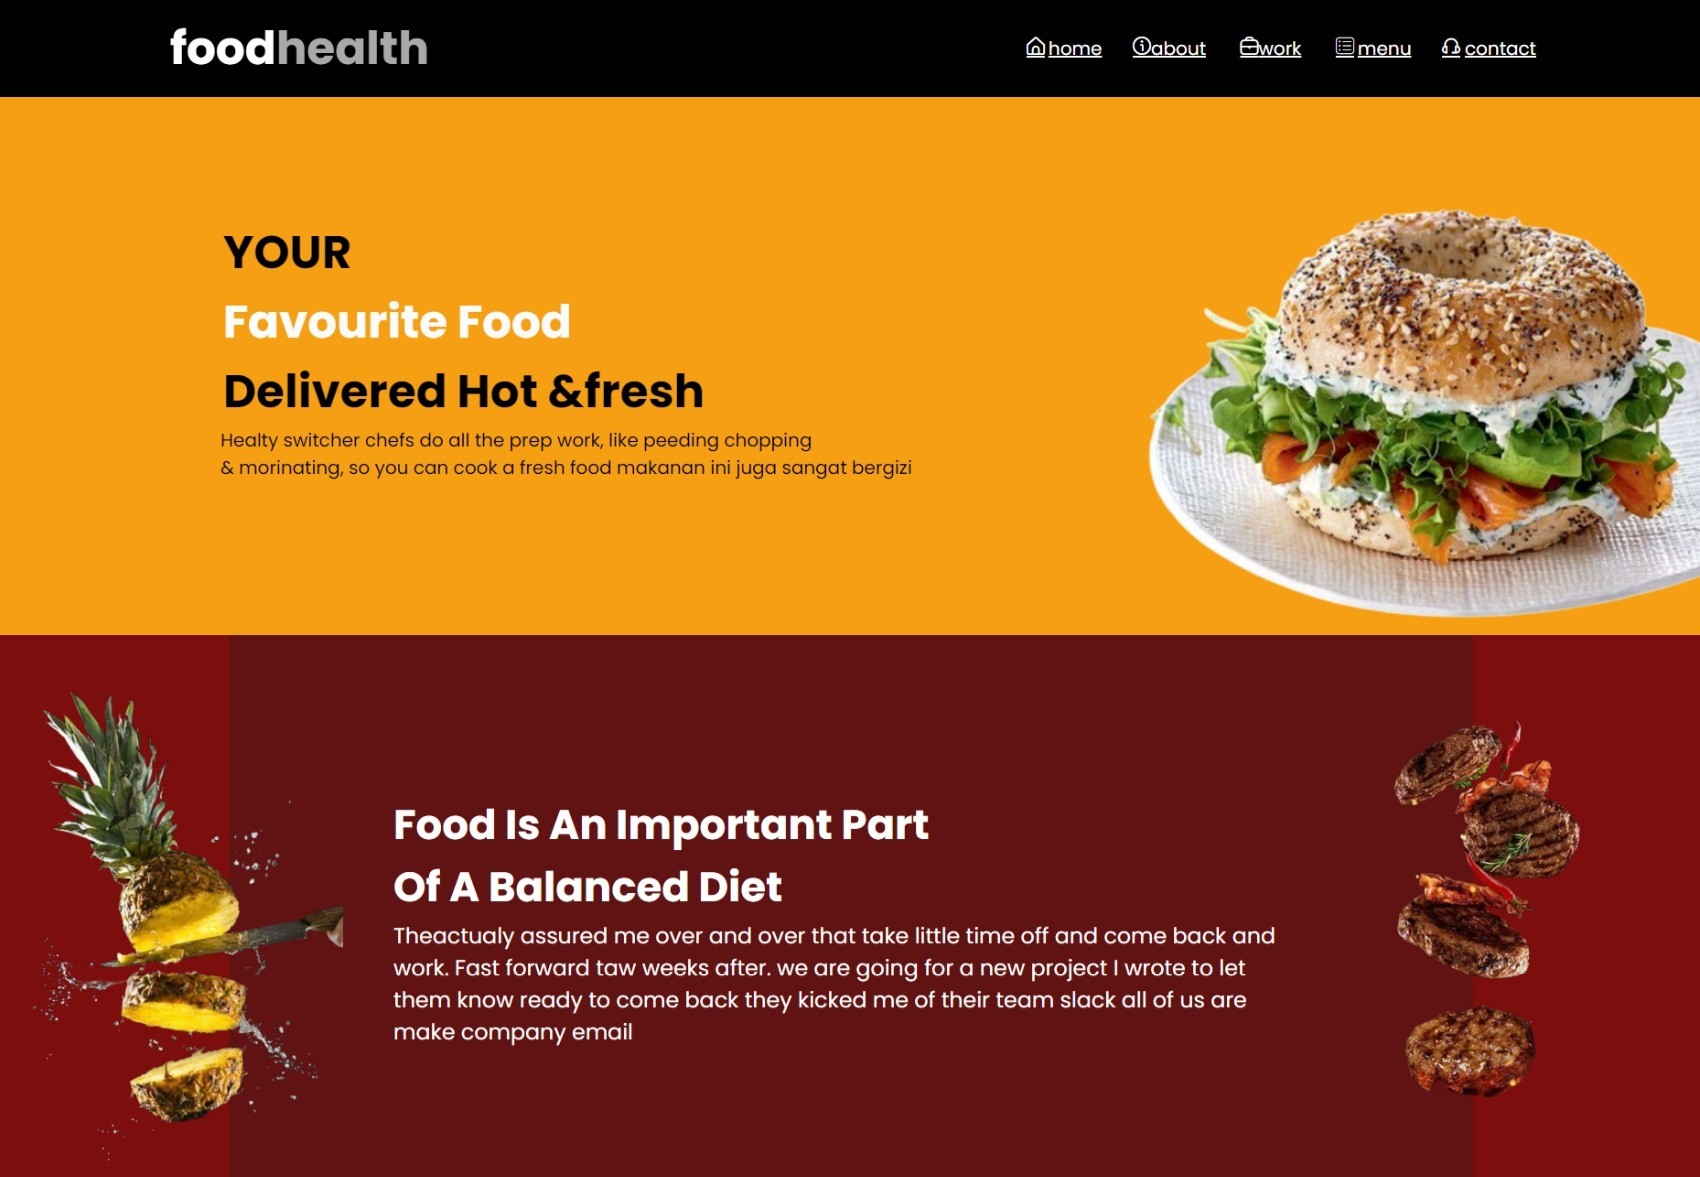 foodhealth
home about work menu contact
YOUR
Favourite Food
Delivered Hot &fresh
Healty switcher chefs do all the prep work, like peeding chopping
& morinating, so you can cook a fresh food makanan ini juga sangat bergizi
Food Is An Important Part
Of A Balanced Diet
Theactualy assured me over and over that take little time off and come back and
work. Fast forward taw weeks after. we are going for a new project I wrote to let
them know ready to come back they kicked me of their team slack all of us are
make company email